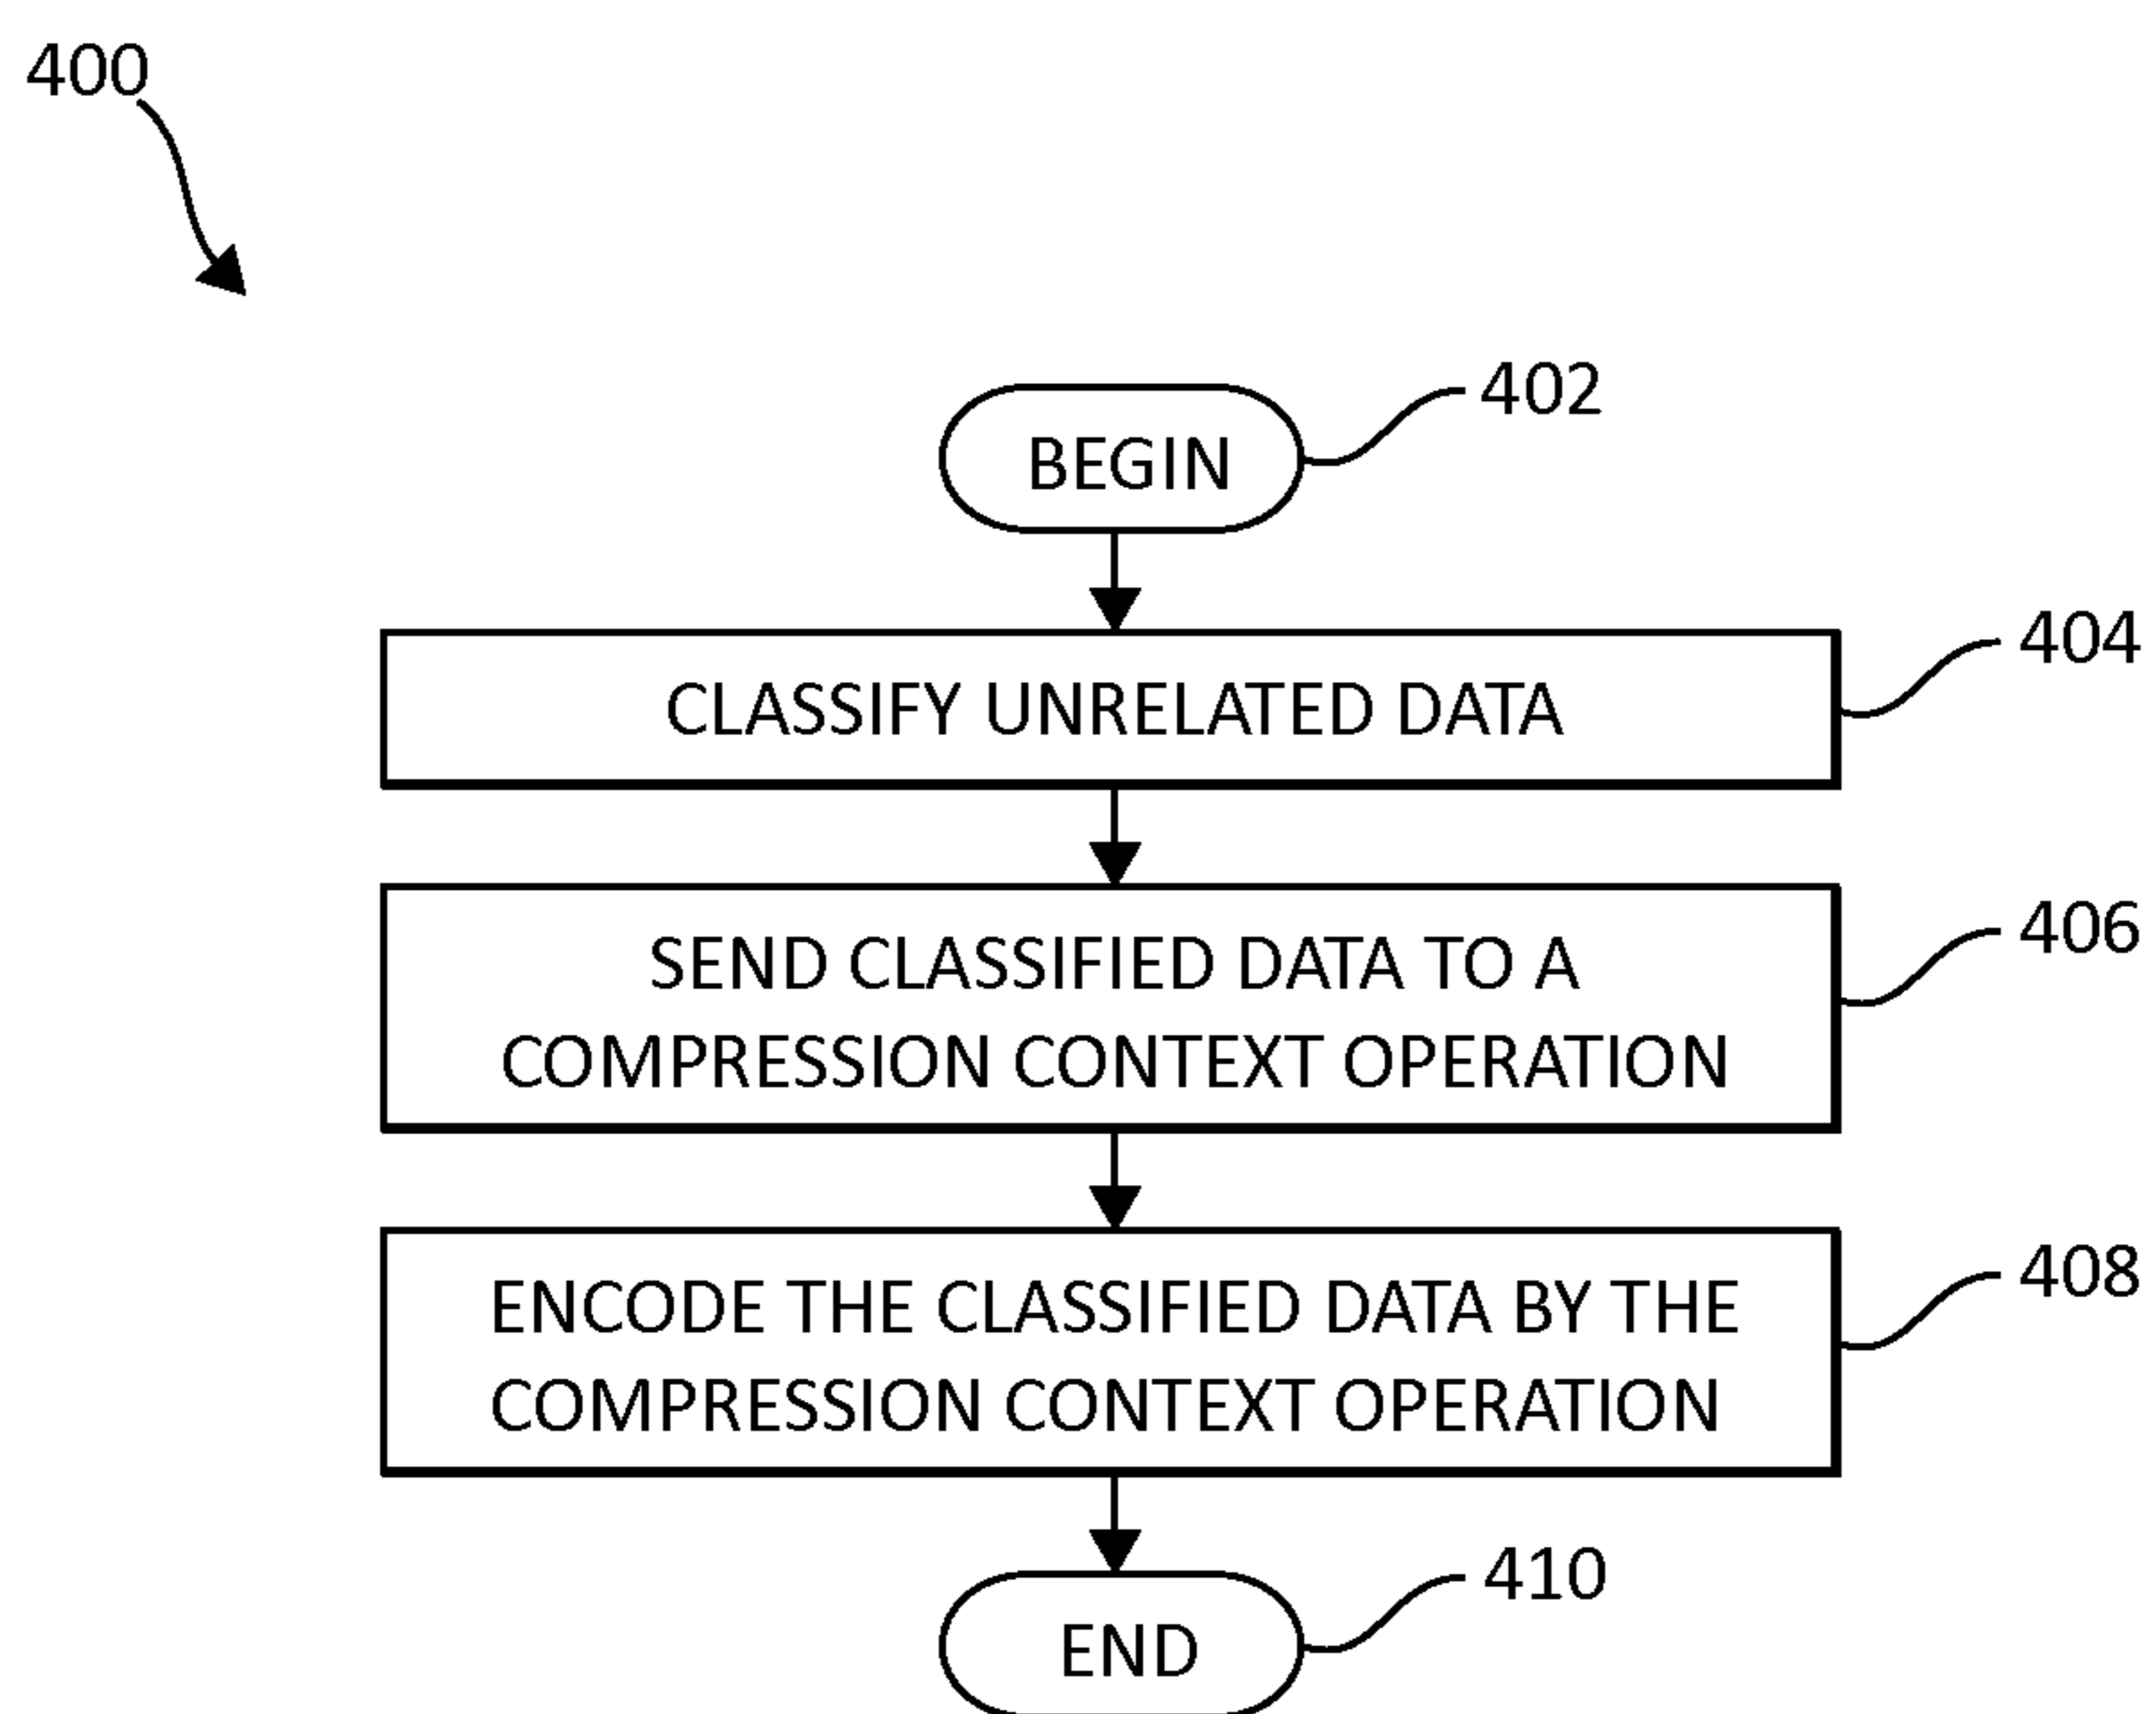 400
BEGIN
402
CLASSIFY UNRELATED DATA
404
SEND CLASSIFIED DATA TO A
COMPRESSION CONTEXT OPERATION
406
ENCODE THE CLASSIFIED DATA BY THE
COMPRESSION CONTEXT OPERATION
408
END
410